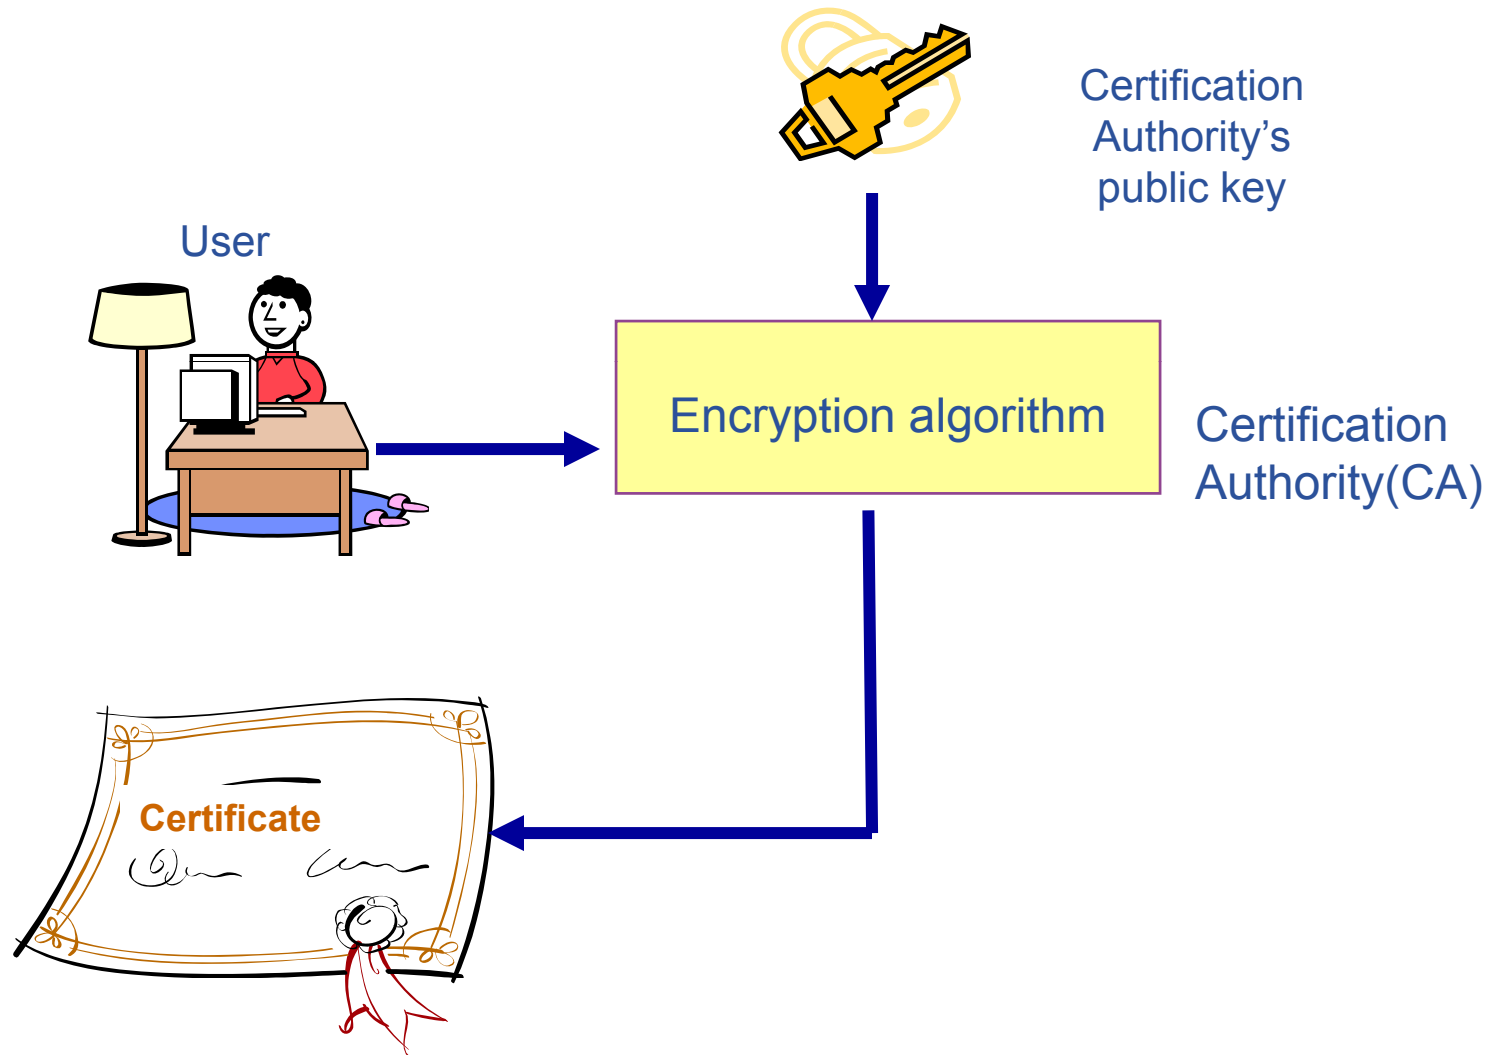 Certification
Authority’s
public key
User
Encryption algorithm
Certification
Authority(CA)
Certificate